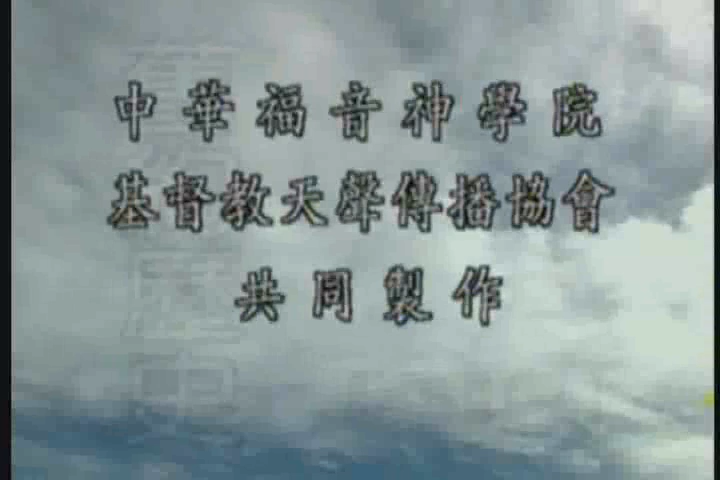 中華福音神學院
基督教天聲傳播協會
共同製作